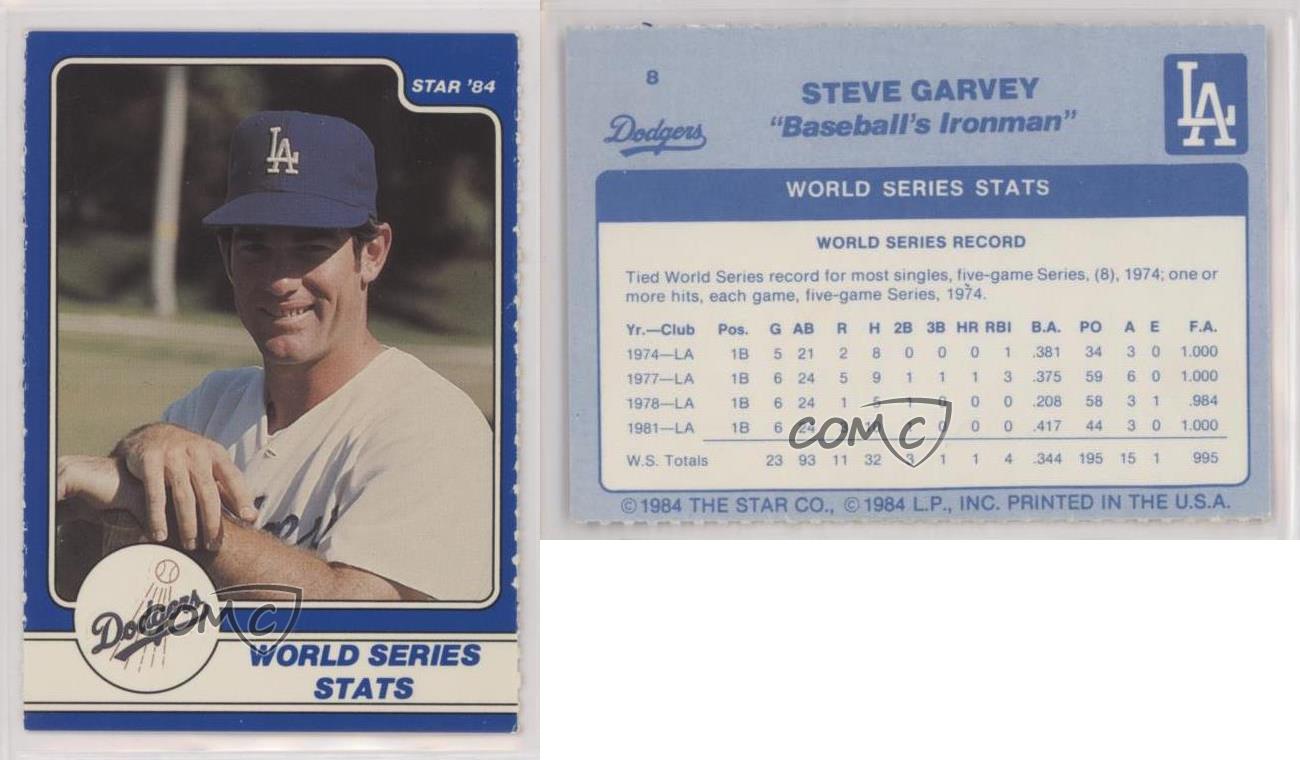 STAR '84
LA
Dodgers
COMC
WORLD SERIES
STATS
8
Dodgers
STEVE GARVEY
"Baseball's Ironman"
LA
WORLD SERIES STATS
WORLD SERIES RECORD
Tied World Series record for most singles, five-game Series, (8), 1974; one or
more hits, each game, five-game Series, 1974.
Yr.—Club Pos. G AB R H 2B 3B HR RBI B.A. PO A E F.A.
1974—LA 1B 5 21 2 8 0 0 0 1 .381 34 3 0 1.000
1977—LA 1B 6 24 5 9 1 1 1 3 .375 59 6 0 1.000
1978—LA 1B 6 24 1 5 1 0 0 0 .208 58 3 1 .984
1981—LA 1B 6 24 0 0 0 .417 44 3 0 1.000
COMC
W.S. Totals 23 93 11 32 3 1 1 4 .344 195 15 1 995
©1984 THE STAR CO., ©1984 L.P., INC. PRINTED IN THE U.S.A.